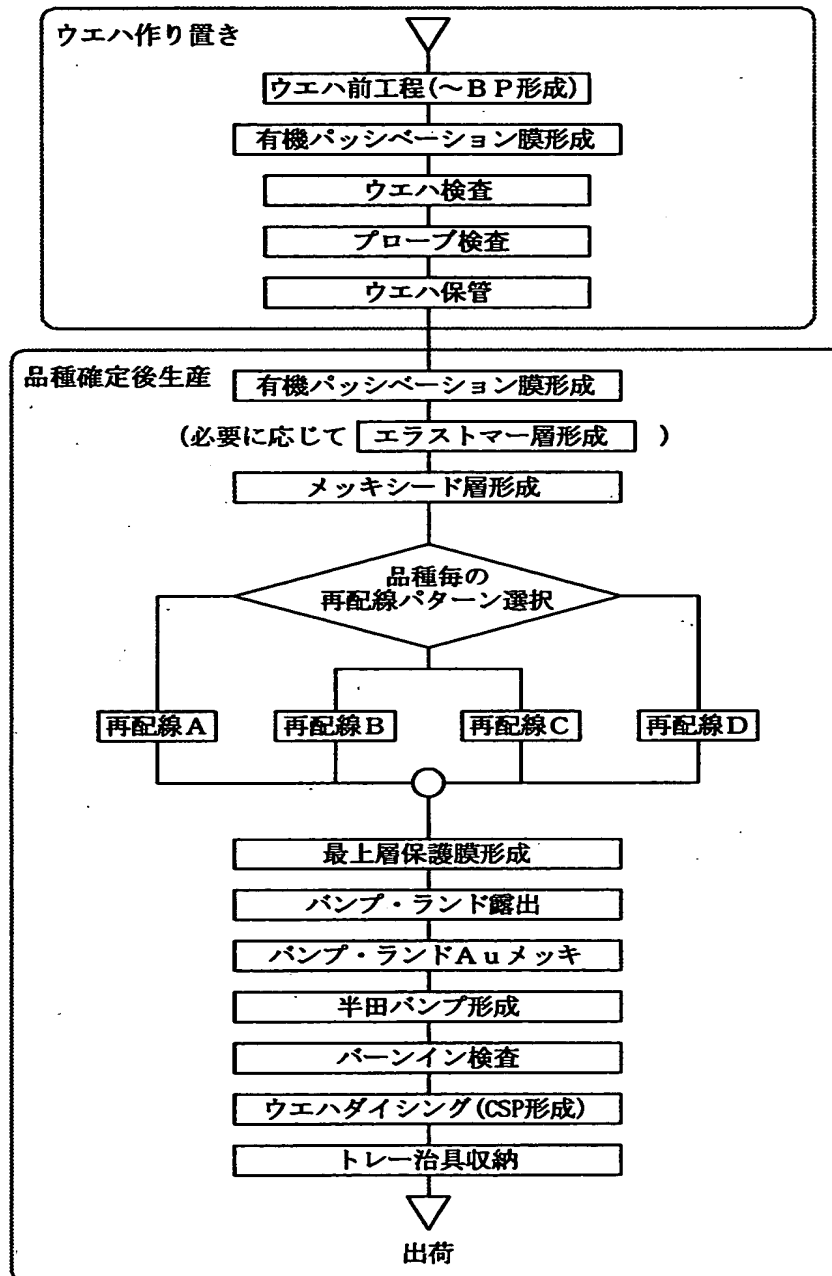 ウエハ作り置き
ウエハ前工程(～BP形成)
有機パッシベーション膜形成
ウエハ検査
プローブ検査
ウエハ保管
品種確定後生産
有機パッシベーション膜形成
(必要に応じて エラストマー層形成 )
メッキシード層形成
品種毎の
再配線パターン選択
再配線A 再配線B 再配線C 再配線D
最上層保護膜形成
バンプ・ランド露出
バンプ・ランドAuメッキ
半田バンプ形成
バーンイン検査
ウエハダイシング(CSP形成)
トレー治具収納
出荷